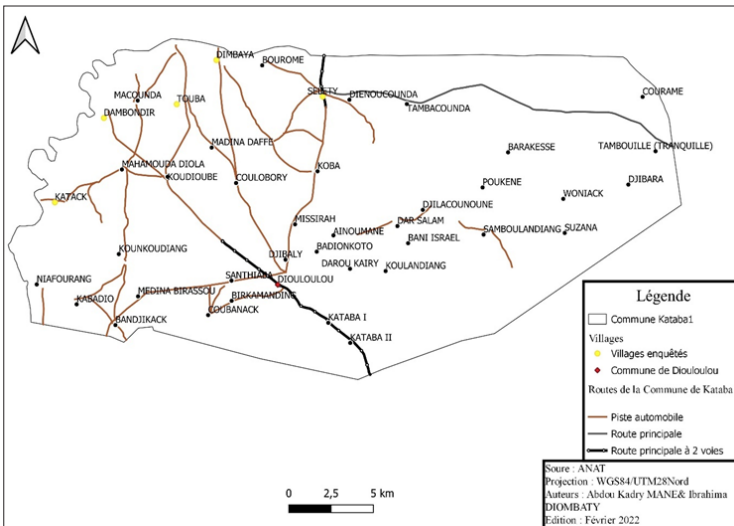 DIMBAYA
BOUROME
MACOUNDA
TOUBA
SELETY
DIENOUCOUNDA
COURAME
DAMBONDIR
TAMBACOUNDA
MADINA DAFFE
BARAKESSE
TAMBOUILLE (TRANQUILLE)
MAHAMOUDA DIOLA
KOUDIOUBE
COULOBORY
KOBA
POUKENE
DJIBARA
KATACK
WONIACK
DJILACOUNOUNE
MISSIRAH
AINOUMANE
DAR SALAM
BANI ISRAEL
SAMBOULANDIANG
SUZANA
KOUNKOUDIANG
BADIONKOTO
DJIBALY
DAROU KAIRY
KOULANDIANG
NIAFOURANG
SANTHIABA
DIOULOULOU
KABADIO
MEDINA BIRASSOU
BIRKAMANDING
COUBANACK
BANDJIKACK
KATABA I
KATABA II
Légende
Commune Kataba1
Villages
Villages enquêtés
Commune de Diouloulou
Routes de la Commune de Kataba
Piste automobile
Route principale
Route principale à 2 voies
Soure : ANAT
Projection : WGS84/UTM28Nord
Auteurs : Abdou Kadry MANE& Ibrahima
DIOMBATY
Edition : Février 2022
0 2,5 5 km